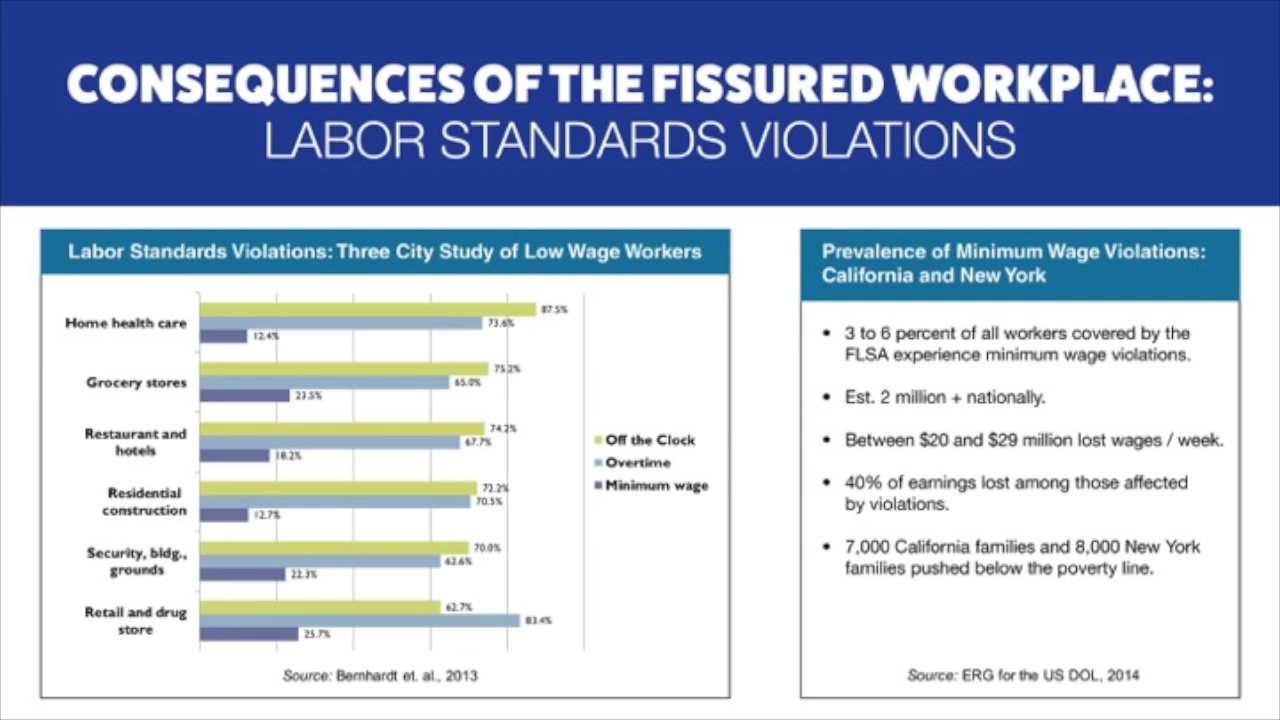 CONSEQUENCES OF THE FISSURED WORKPLACE:
LABOR STANDARDS VIOLATIONS
Labor Standards Violations: Three City Study of Low Wage Workers
Home health care
87.5%
73.6%
12.4%
Grocery stores
75.2%
65.0%
23.5%
Restaurant and
hotels
74.2%
67.7%
18.2%
Residential
construction
72.2%
70.5%
12.7%
Security, bldg.,
grounds
70.0%
62.6%
22.3%
Retail and drug
store
62.7%
83.4%
25.7%
Off the Clock
Overtime
Minimum wage
Source: Bernhardt et. al., 2013
Prevalence of Minimum Wage Violations:
California and New York
• 3 to 6 percent of all workers covered by the
FLSA experience minimum wage violations.
• Est. 2 million + nationally.
• Between $20 and $29 million lost wages / week.
• 40% of earnings lost among those affected
by violations.
• 7,000 California families and 8,000 New York
families pushed below the poverty line.
Source: ERG for the US DOL, 2014